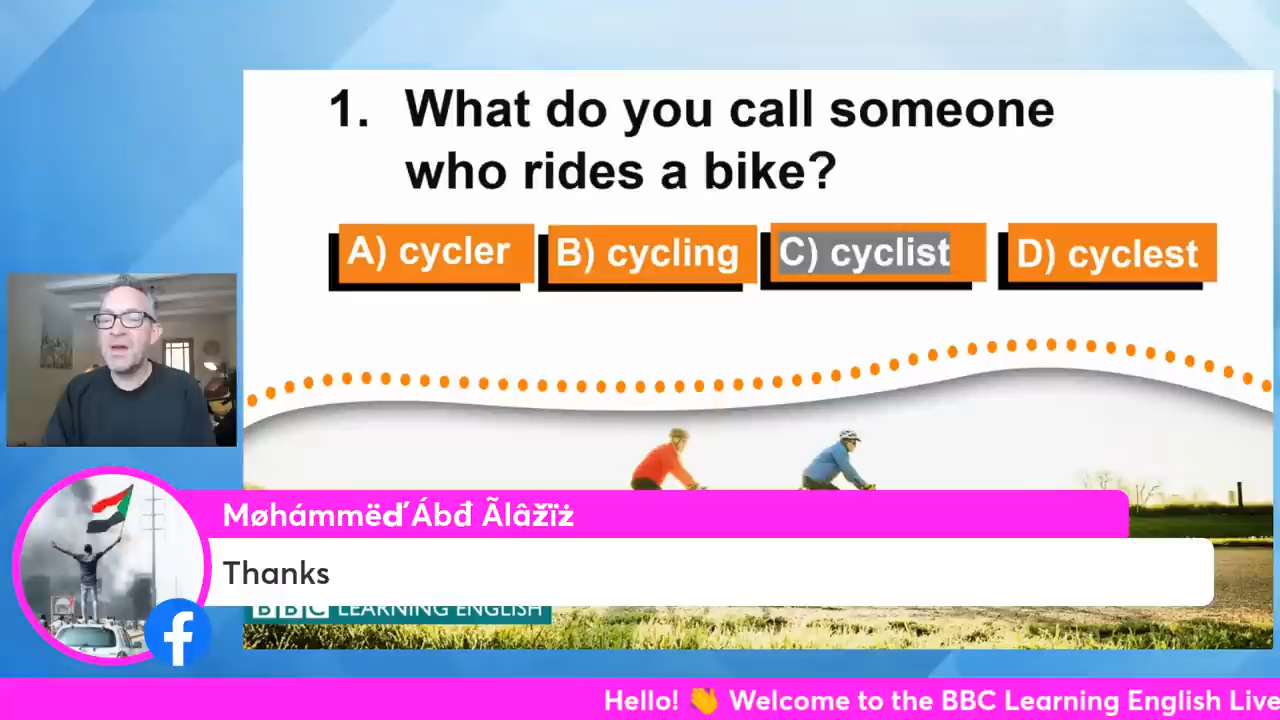 1. What do you call someone
who rides a bike?
A) cycler B) cycling C) cyclist D) cyclest
Møhámmëď Ábđ Ãlâžïż
Thanks
BBC LEARNING ENGLISH
Hello! 👋 Welcome to the BBC Learning English Live